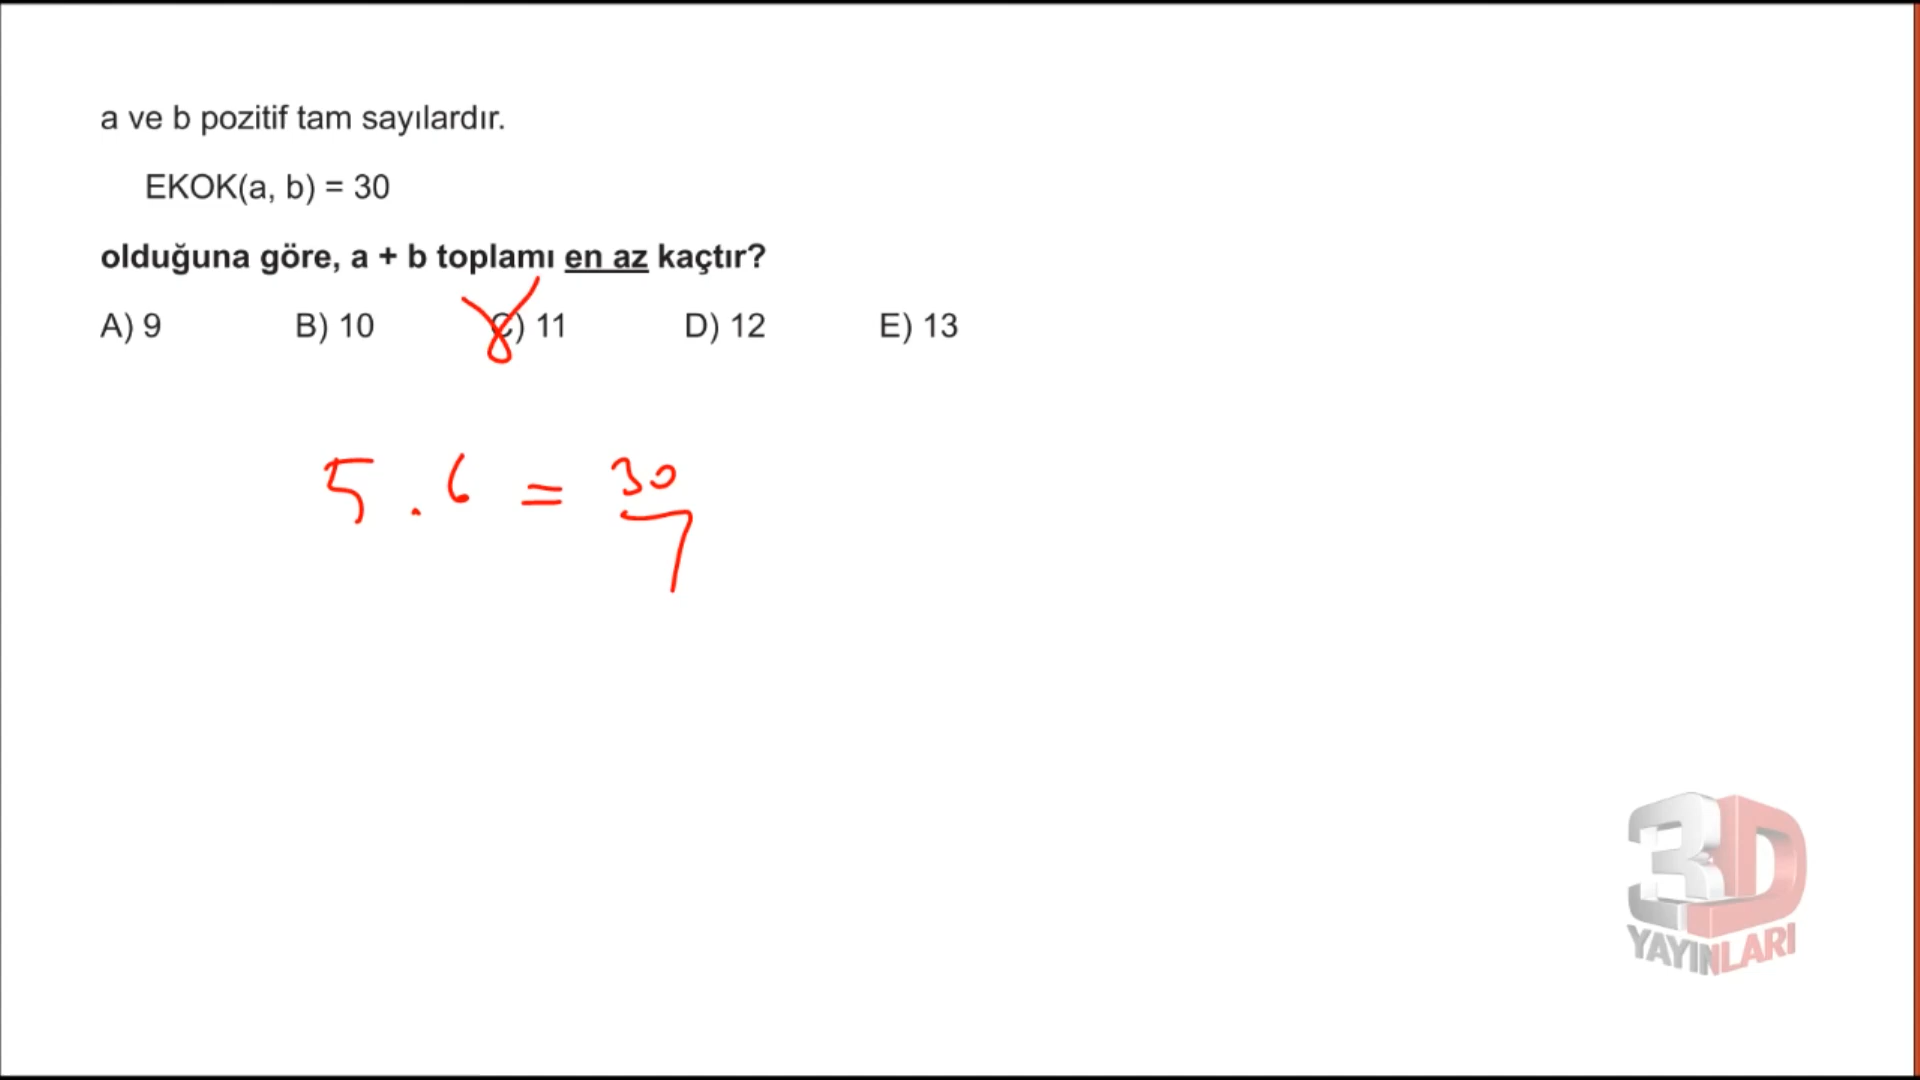 a ve b pozitif tam sayılardır.
EKOK(a, b) = 30
olduğuna göre, a + b toplamı en az kaçtır?
A) 9 B) 10 C) 11 D) 12 E) 13
5 . 6 = 30
3D
YAYINLARI